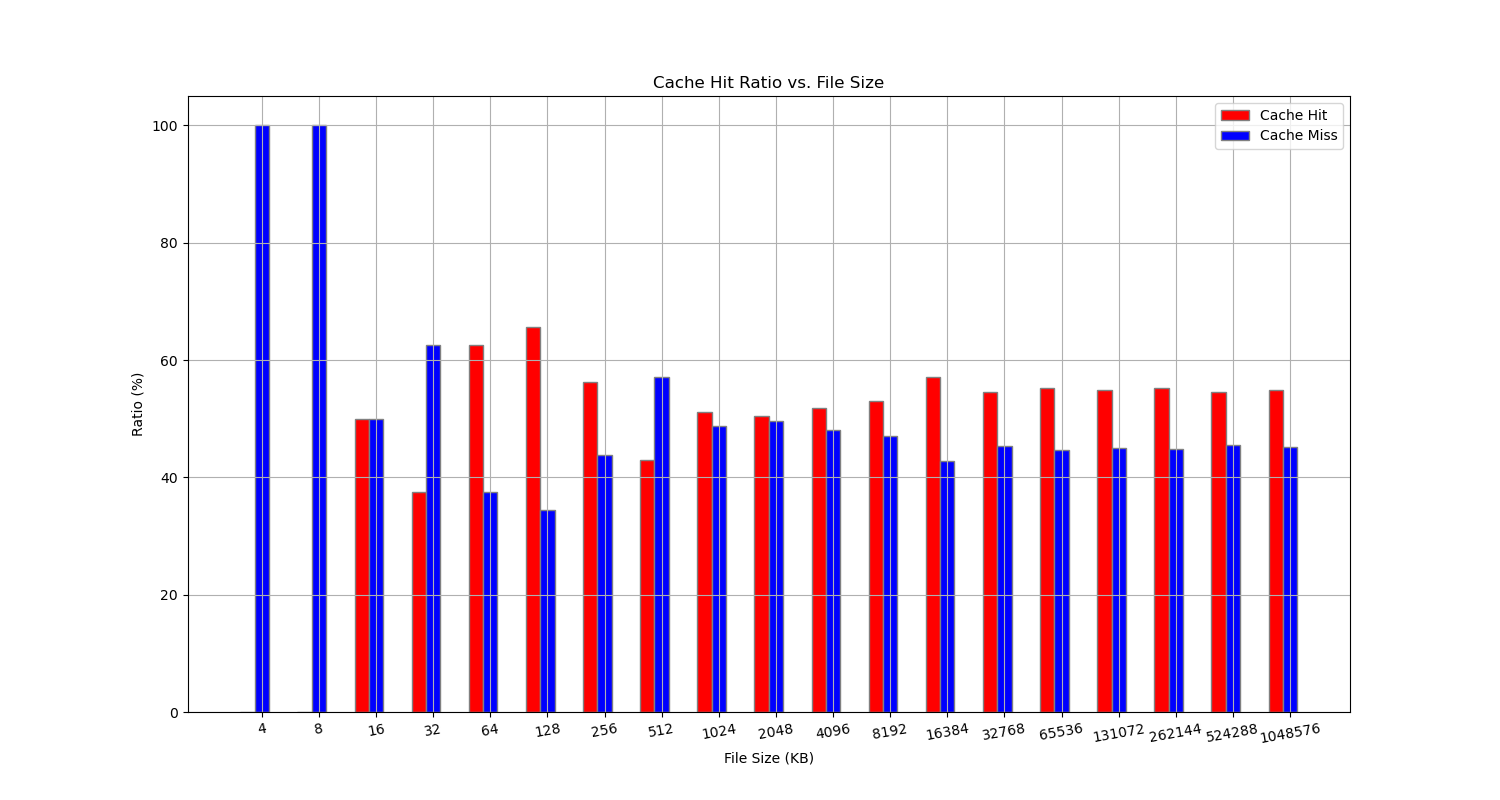 Cache Hit Ratio vs. File Size
Cache Hit
Cache Miss
100
80
60
40
20
0
Ratio (%)
4 8 16 32 64 128 256 512 1024 2048 4096 8192 16384 32768 65536 131072 262144 524288 1048576
File Size (KB)